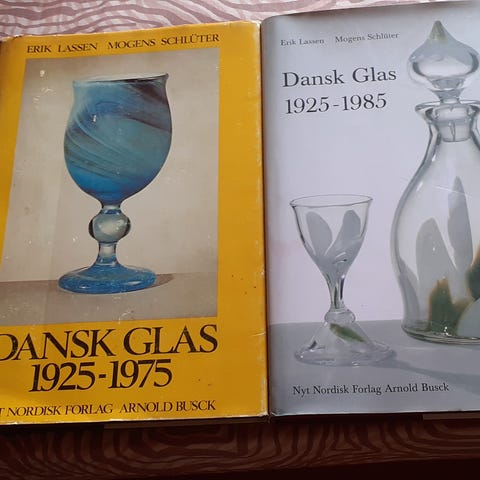 ERIK LASSEN MOGENS SCHLÜTER
DANSK GLAS
1925-1975
NORDISK FORLAG ARNOLD BUSCK
Erik Lassen Mogens Schlüter
Dansk Glas
1925-1985
Nyt Nordisk Forlag Arnold Busck